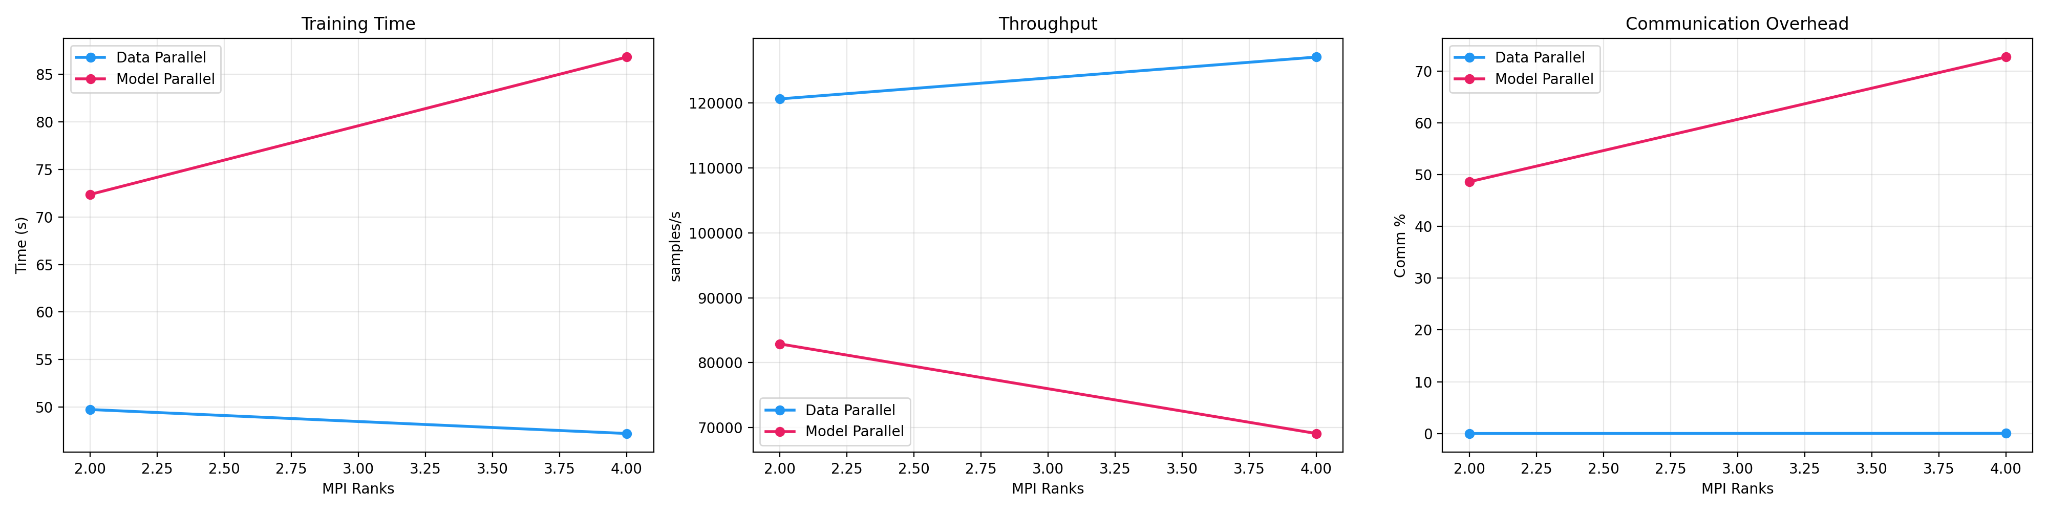 Training Time
Data Parallel
Model Parallel
85
80
75
70
65
60
55
50
Time (s)
2.00 2.25 2.50 2.75 3.00 3.25 3.50 3.75 4.00
MPI Ranks
Throughput
120000
110000
100000
90000
80000
70000
samples/s
Data Parallel
Model Parallel
2.00 2.25 2.50 2.75 3.00 3.25 3.50 3.75 4.00
MPI Ranks
Communication Overhead
Data Parallel
Model Parallel
70
60
50
40
30
20
10
0
Comm %
2.00 2.25 2.50 2.75 3.00 3.25 3.50 3.75 4.00
MPI Ranks